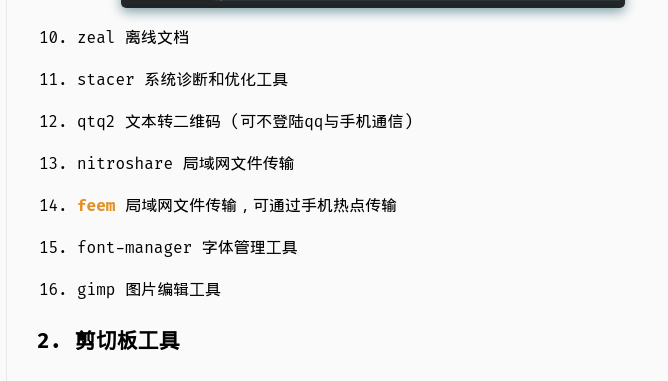 10. zeal 离线文档
11. stacer 系统诊断和优化工具
12. qtq2 文本转二维码 (可不登陆qq与手机通信)
13. nitroshare 局域网文件传输
14. feem 局域网文件传输，可通过手机热点传输
15. font-manager 字体管理工具
16. gimp 图片编辑工具
2. 剪切板工具